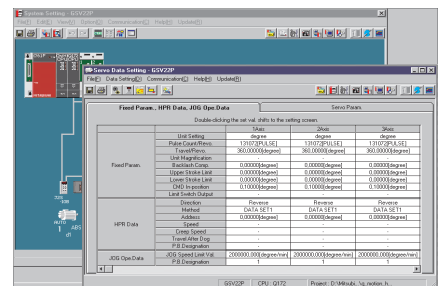 System Setting - GSV22P
File(F) Edit(E) View(V) Option(O) Communication(C) Help(H) Update(R)
Servo Data Setting - GSV22P
File(F) Data Setting(D) Communication(C) Help(H) Update(R)
Fixed Param., HPR Data, JOG Ope.Data
Servo Param
Double-clicking the set val. shifts to the setting screen.
1Axis 2Axis 3Axis
Fixed Param.
Unit Setting degree degree degree
Pulse Count/Revo. 131072[PULSE] 131072[PULSE] 131072[PULSE]
Travel/Revo. 360.00000[degree] 360.00000[degree] 360.00000[degree]
Unit Magnification - - -
Backlash Comp. 0.00000[degree] 0.00000[degree] 0.00000[degree]
Upper Stroke Limit 0.00000[degree] 0.00000[degree] 0.00000[degree]
Lower Stroke Limit 0.00000[degree] 0.00000[degree] 0.00000[degree]
CMD In-position 0.10000[degree] 0.10000[degree] 0.10000[degree]
Limit Switch Output - - -
HPR Data
Direction Reverse Reverse Reverse
Method DATA SET1 DATA SET1 DATA SET1
Address 0.00000[degree] 0.00000[degree] 0.00000[degree]
Speed - - -
Creep Speed - - -
Travel After Dog - - -
P.B.Designation - - -
JOG Ope.Data
JOG Speed Limit Val. 2000000.000[degree/min] 2000000.000[degree/min] 2000000.000[degree/min]
P.B.Designation 1 1 1
GSV22P CPU : Q172